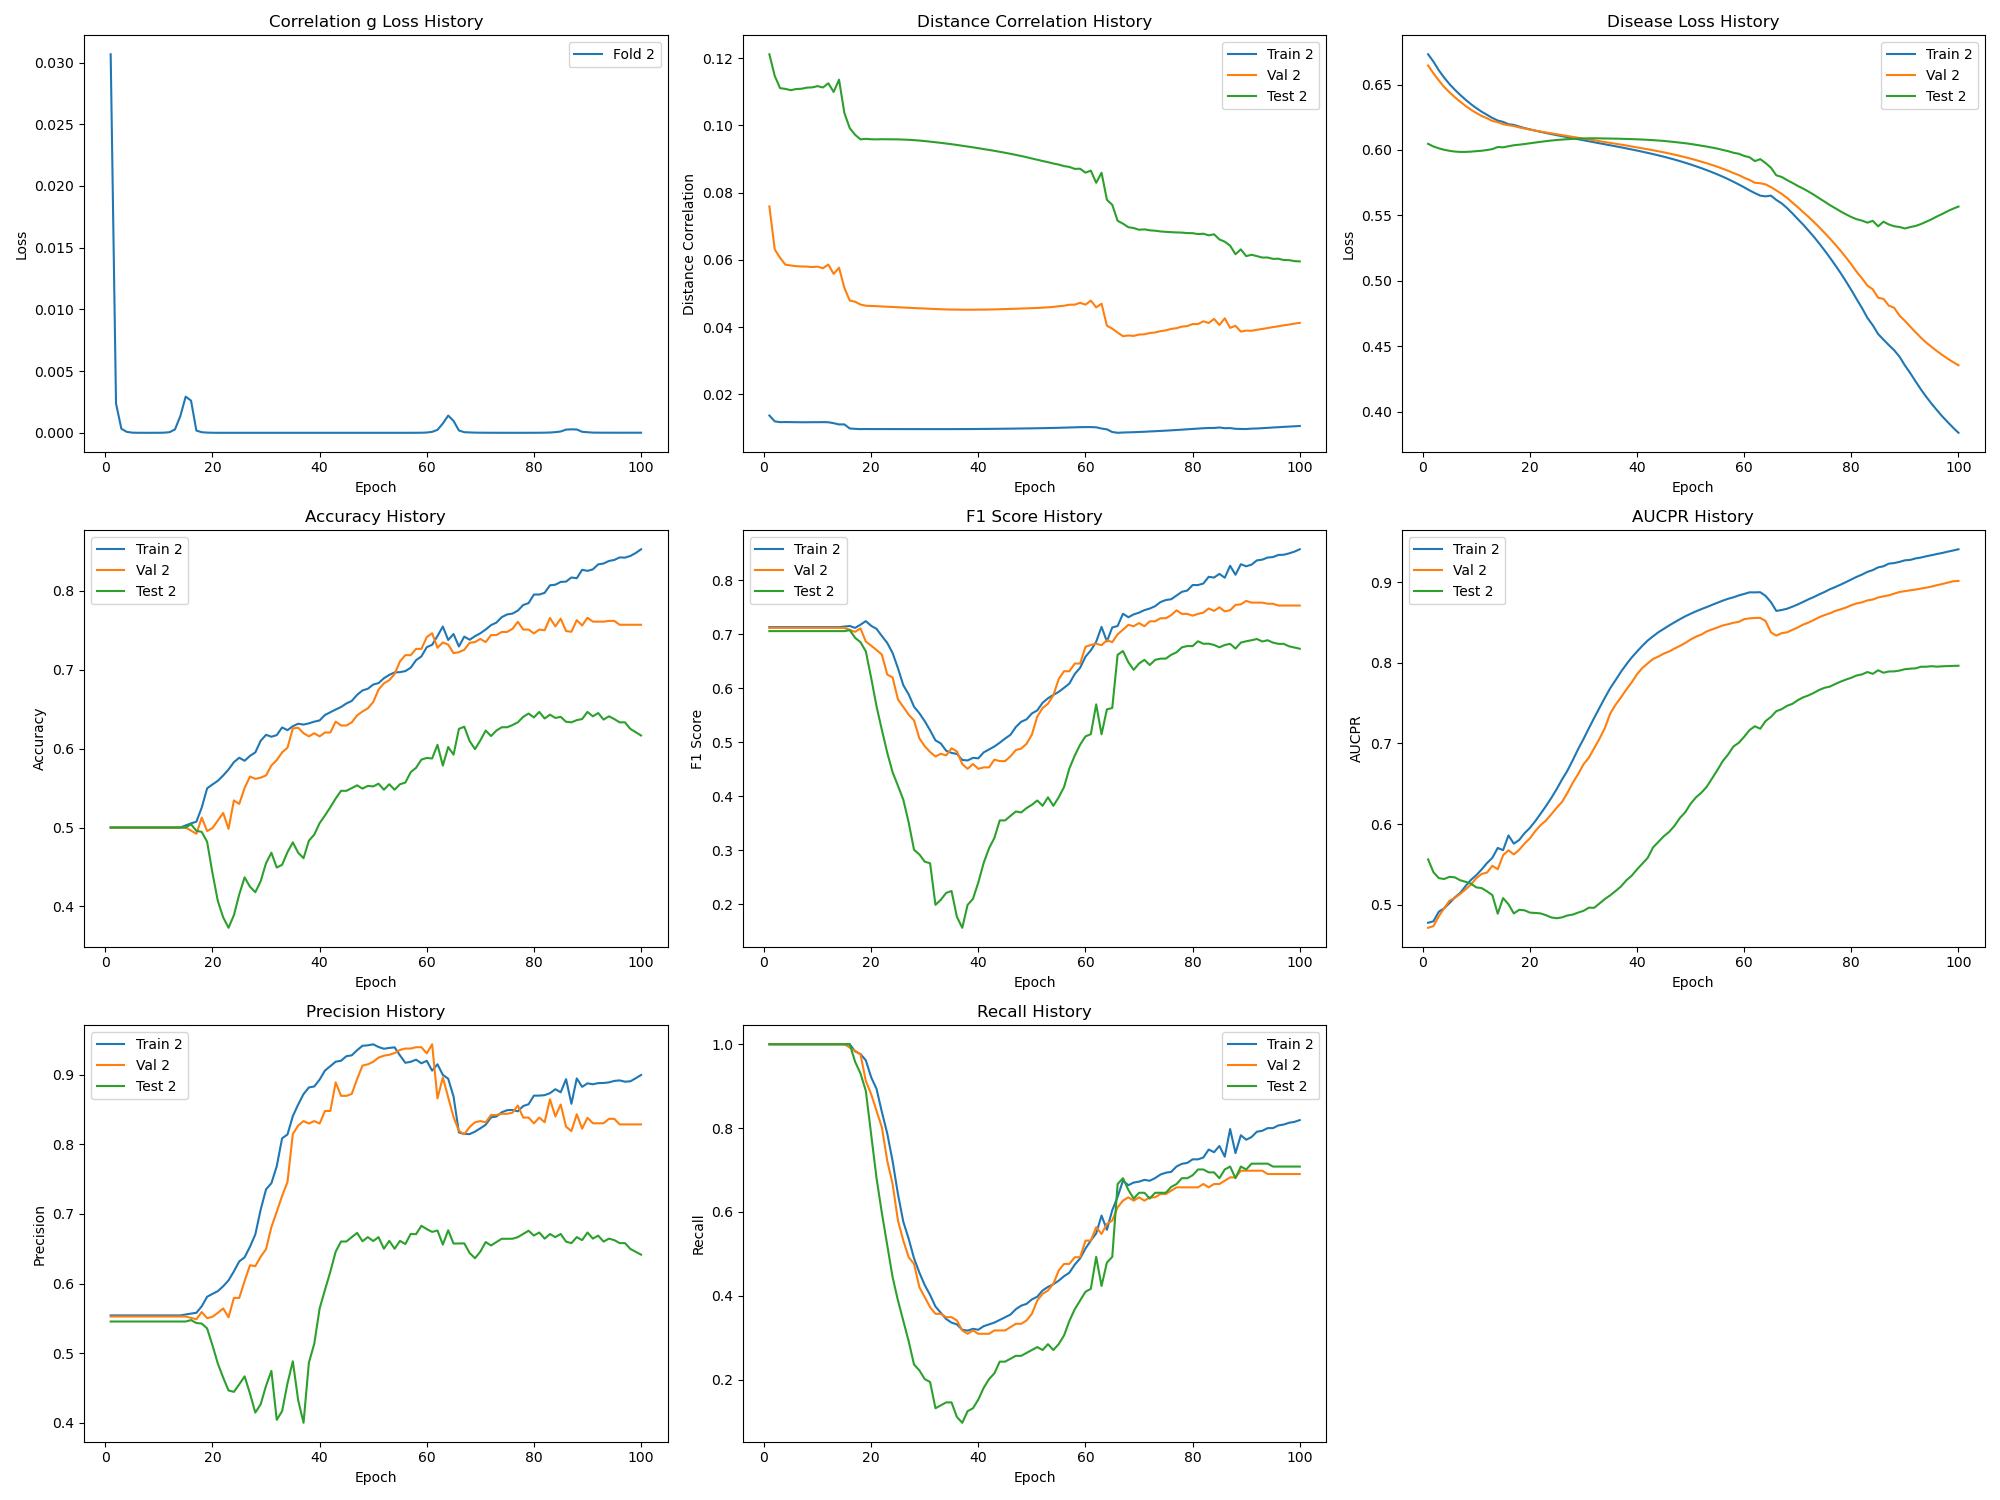 Correlation g Loss History
Fold 2
0.030
0.025
0.020
0.015
0.010
0.005
0.000
Loss
0 20 40 60 80 100
Epoch
Distance Correlation History
Train 2
Val 2
Test 2
0.12
0.10
0.08
0.06
0.04
0.02
Distance Correlation
0 20 40 60 80 100
Epoch
Disease Loss History
Train 2
Val 2
Test 2
0.65
0.60
0.55
0.50
0.45
0.40
Loss
0 20 40 60 80 100
Epoch
Accuracy History
Train 2
Val 2
Test 2
0.8
0.7
0.6
0.5
0.4
Accuracy
0 20 40 60 80 100
Epoch
F1 Score History
Train 2
Val 2
Test 2
0.8
0.7
0.6
0.5
0.4
0.3
0.2
F1 Score
0 20 40 60 80 100
Epoch
AUCPR History
Train 2
Val 2
Test 2
0.9
0.8
0.7
0.6
0.5
AUCPR
0 20 40 60 80 100
Epoch
Precision History
Train 2
Val 2
Test 2
0.9
0.8
0.7
0.6
0.5
0.4
Precision
0 20 40 60 80 100
Epoch
Recall History
Train 2
Val 2
Test 2
1.0
0.8
0.6
0.4
0.2
Recall
0 20 40 60 80 100
Epoch